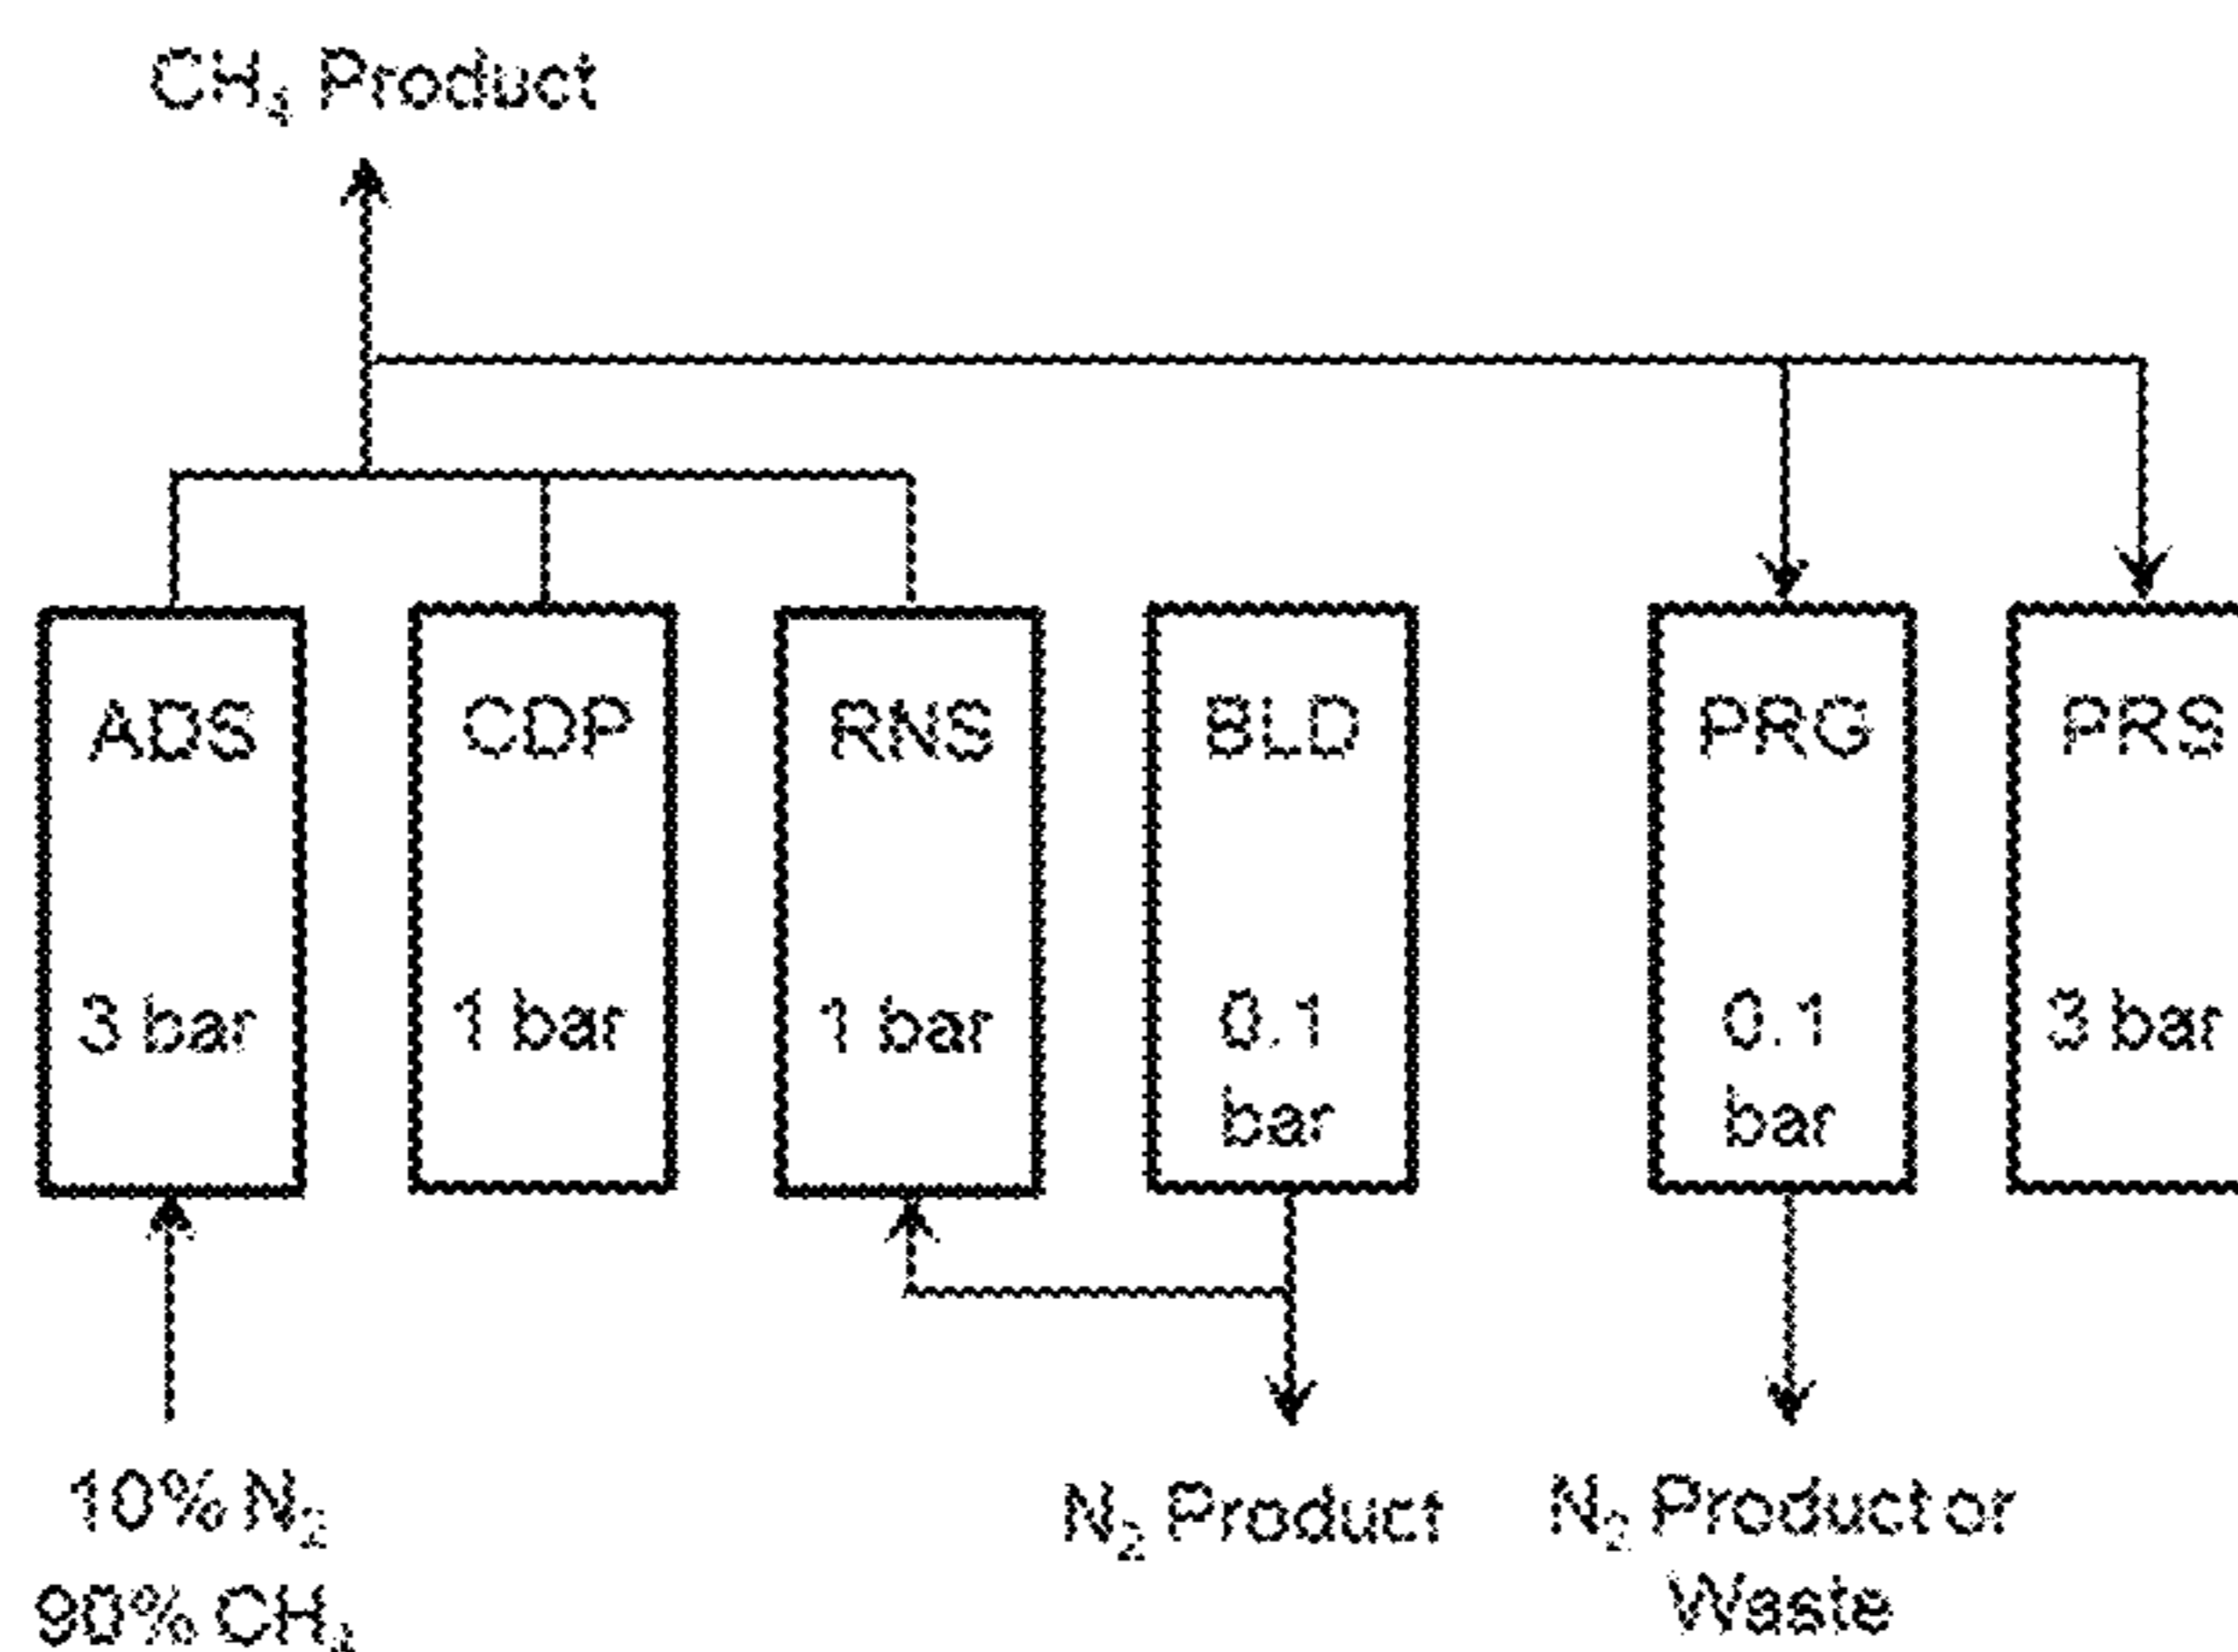 CH₄ Product
ADS
CDP
RNS
BLD
PRG
PRS
3 bar
1 bar
1 bar
0.1
bar
0.1
bar
3 bar
10% N₂
90% CH₄
N₂ Product
N₂ Product or
Waste